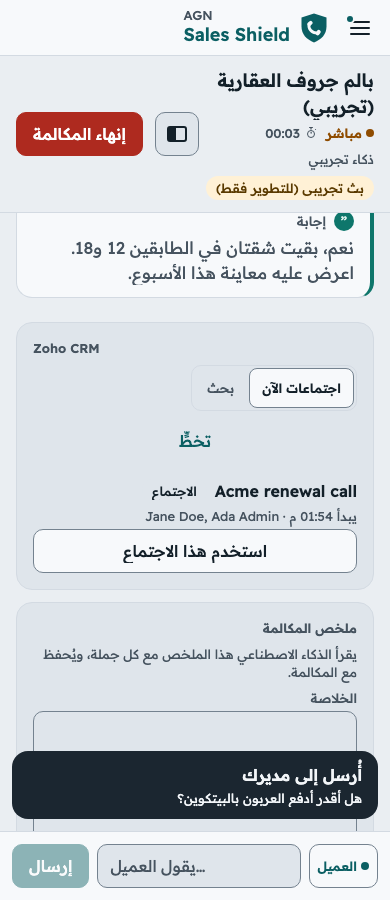 AGN
Sales Shield
بالم جروف العقارية
(تجريبي)
مباشر 00:03
ذكاء تجريبي
بث تجريبي (للتطوير فقط)
إنهاء المكالمة
إجابة
نعم، بقيت شقتان في الطابقين 12 و18.
اعرض عليه معاينة هذا الأسبوع.
Zoho CRM
اجتماعات الآن
بحث
تخطٍّ
Acme renewal call الاجتماع
يبدأ 01:54 م · Jane Doe, Ada Admin
استخدم هذا الاجتماع
ملخص المكالمة
يقرأ الذكاء الاصطناعي هذا الملخص مع كل جملة، ويُحفظ
مع المكالمة.
الخلاصة
أُرسل إلى مديرك
هل أقدر أدفع العربون بالبيتكوين؟
العميل
يقول العميل...
إرسال